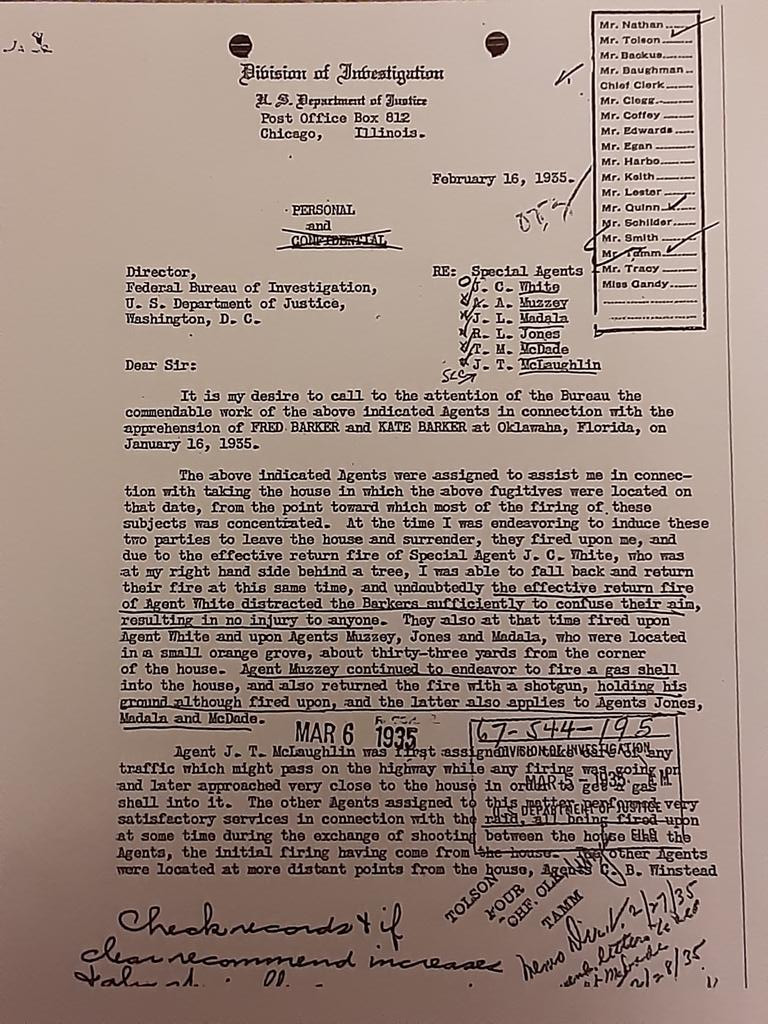 Division of Investigation
U. S. Department of Justice
Post Office Box 812
Chicago, Illinois.
Mr. Nathan
Mr. Tolson
Mr. Backus
Mr. Baughman
Chief Clerk
Mr. Clegg
Mr. Coffey
Mr. Edwards
Mr. Egan
Mr. Harbo
Mr. Keith
Mr. Lester
Mr. Quinn
Mr. Schilder
Mr. Smith
Mr. Tamm
Mr. Tracy
Miss Gandy
February 16, 1935.
PERSONAL
and
CONFIDENTIAL
Director,
Federal Bureau of Investigation,
U. S. Department of Justice,
Washington, D. C.
RE: Special Agents
J. C. White
A. A. Muzzey
J. L. Madala
R. L. Jones
T. M. McDade
J. T. McLaughlin
Dear Sir:
It is my desire to call to the attention of the Bureau the
commendable work of the above indicated Agents in connection with the
apprehension of FRED BARKER and KATE BARKER at Oklawaha, Florida, on
January 16, 1935.
The above indicated Agents were assigned to assist me in connec-
tion with taking the house in which the above fugitives were located on
that date, from the point toward which most of the firing of these
subjects was concentrated. At the time I was endeavoring to induce these
two parties to leave the house and surrender, they fired upon me, and
due to the effective return fire of Special Agent J. C. White, who was
at my right hand side behind a tree, I was able to fall back and return
their fire at this same time, and undoubtedly the effective return fire
of Agent White distracted the Barkers sufficiently to confuse their aim,
resulting in no injury to anyone. They also at that time fired upon
Agent White and upon Agents Muzzey, Jones and Madala, who were located
in a small orange grove, about thirty-three yards from the corner
of the house. Agent Muzzey continued to endeavor to fire a gas shell
into the house, and also returned the fire with a shotgun, holding his
ground although fired upon, and the latter also applies to Agents Jones,
Madala and McDade.
MAR 6 1935
67-544-195
DIVISION OF INVESTIGATION
MAR 5 1935 P M
U. S. DEPARTMENT OF JUSTICE
Agent J. T. McLaughlin was first assigned any
traffic which might pass on the highway while any firing was going on
and later approached very close to the house in order to get a gas
shell into it. The other Agents assigned to this matter performed very
satisfactory services in connection with the raid, all being fired upon
at some time during the exchange of shooting between the house and the
Agents, the initial firing having come from the house. The other Agents
were located at more distant points from the house, Agents C. B. Winstead
TOLSON
FOUR
CHF. CLK
TAMM
Check records & if
clear recommend increases
Memo Dir. 2/27/35
letters
McDade
2/28/35